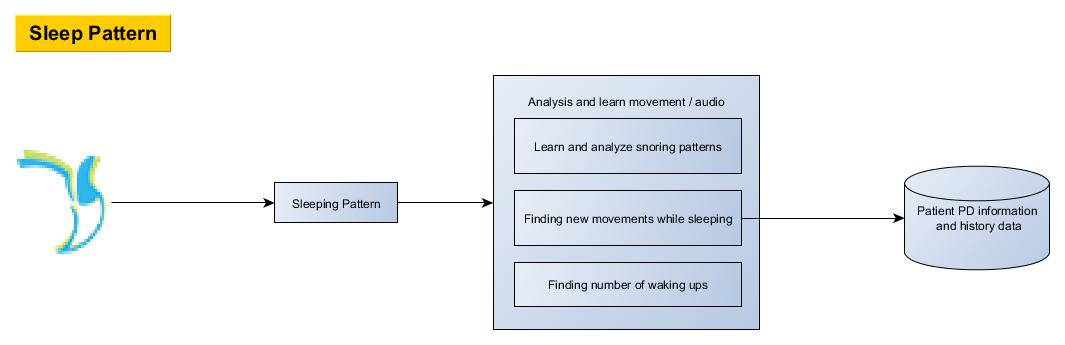 Sleep Pattern
Analysis and learn movement / audio
Learn and analyze snoring patterns
Sleeping Pattern
Finding new movements while sleeping
Patient PD information
and history data
Finding number of waking ups